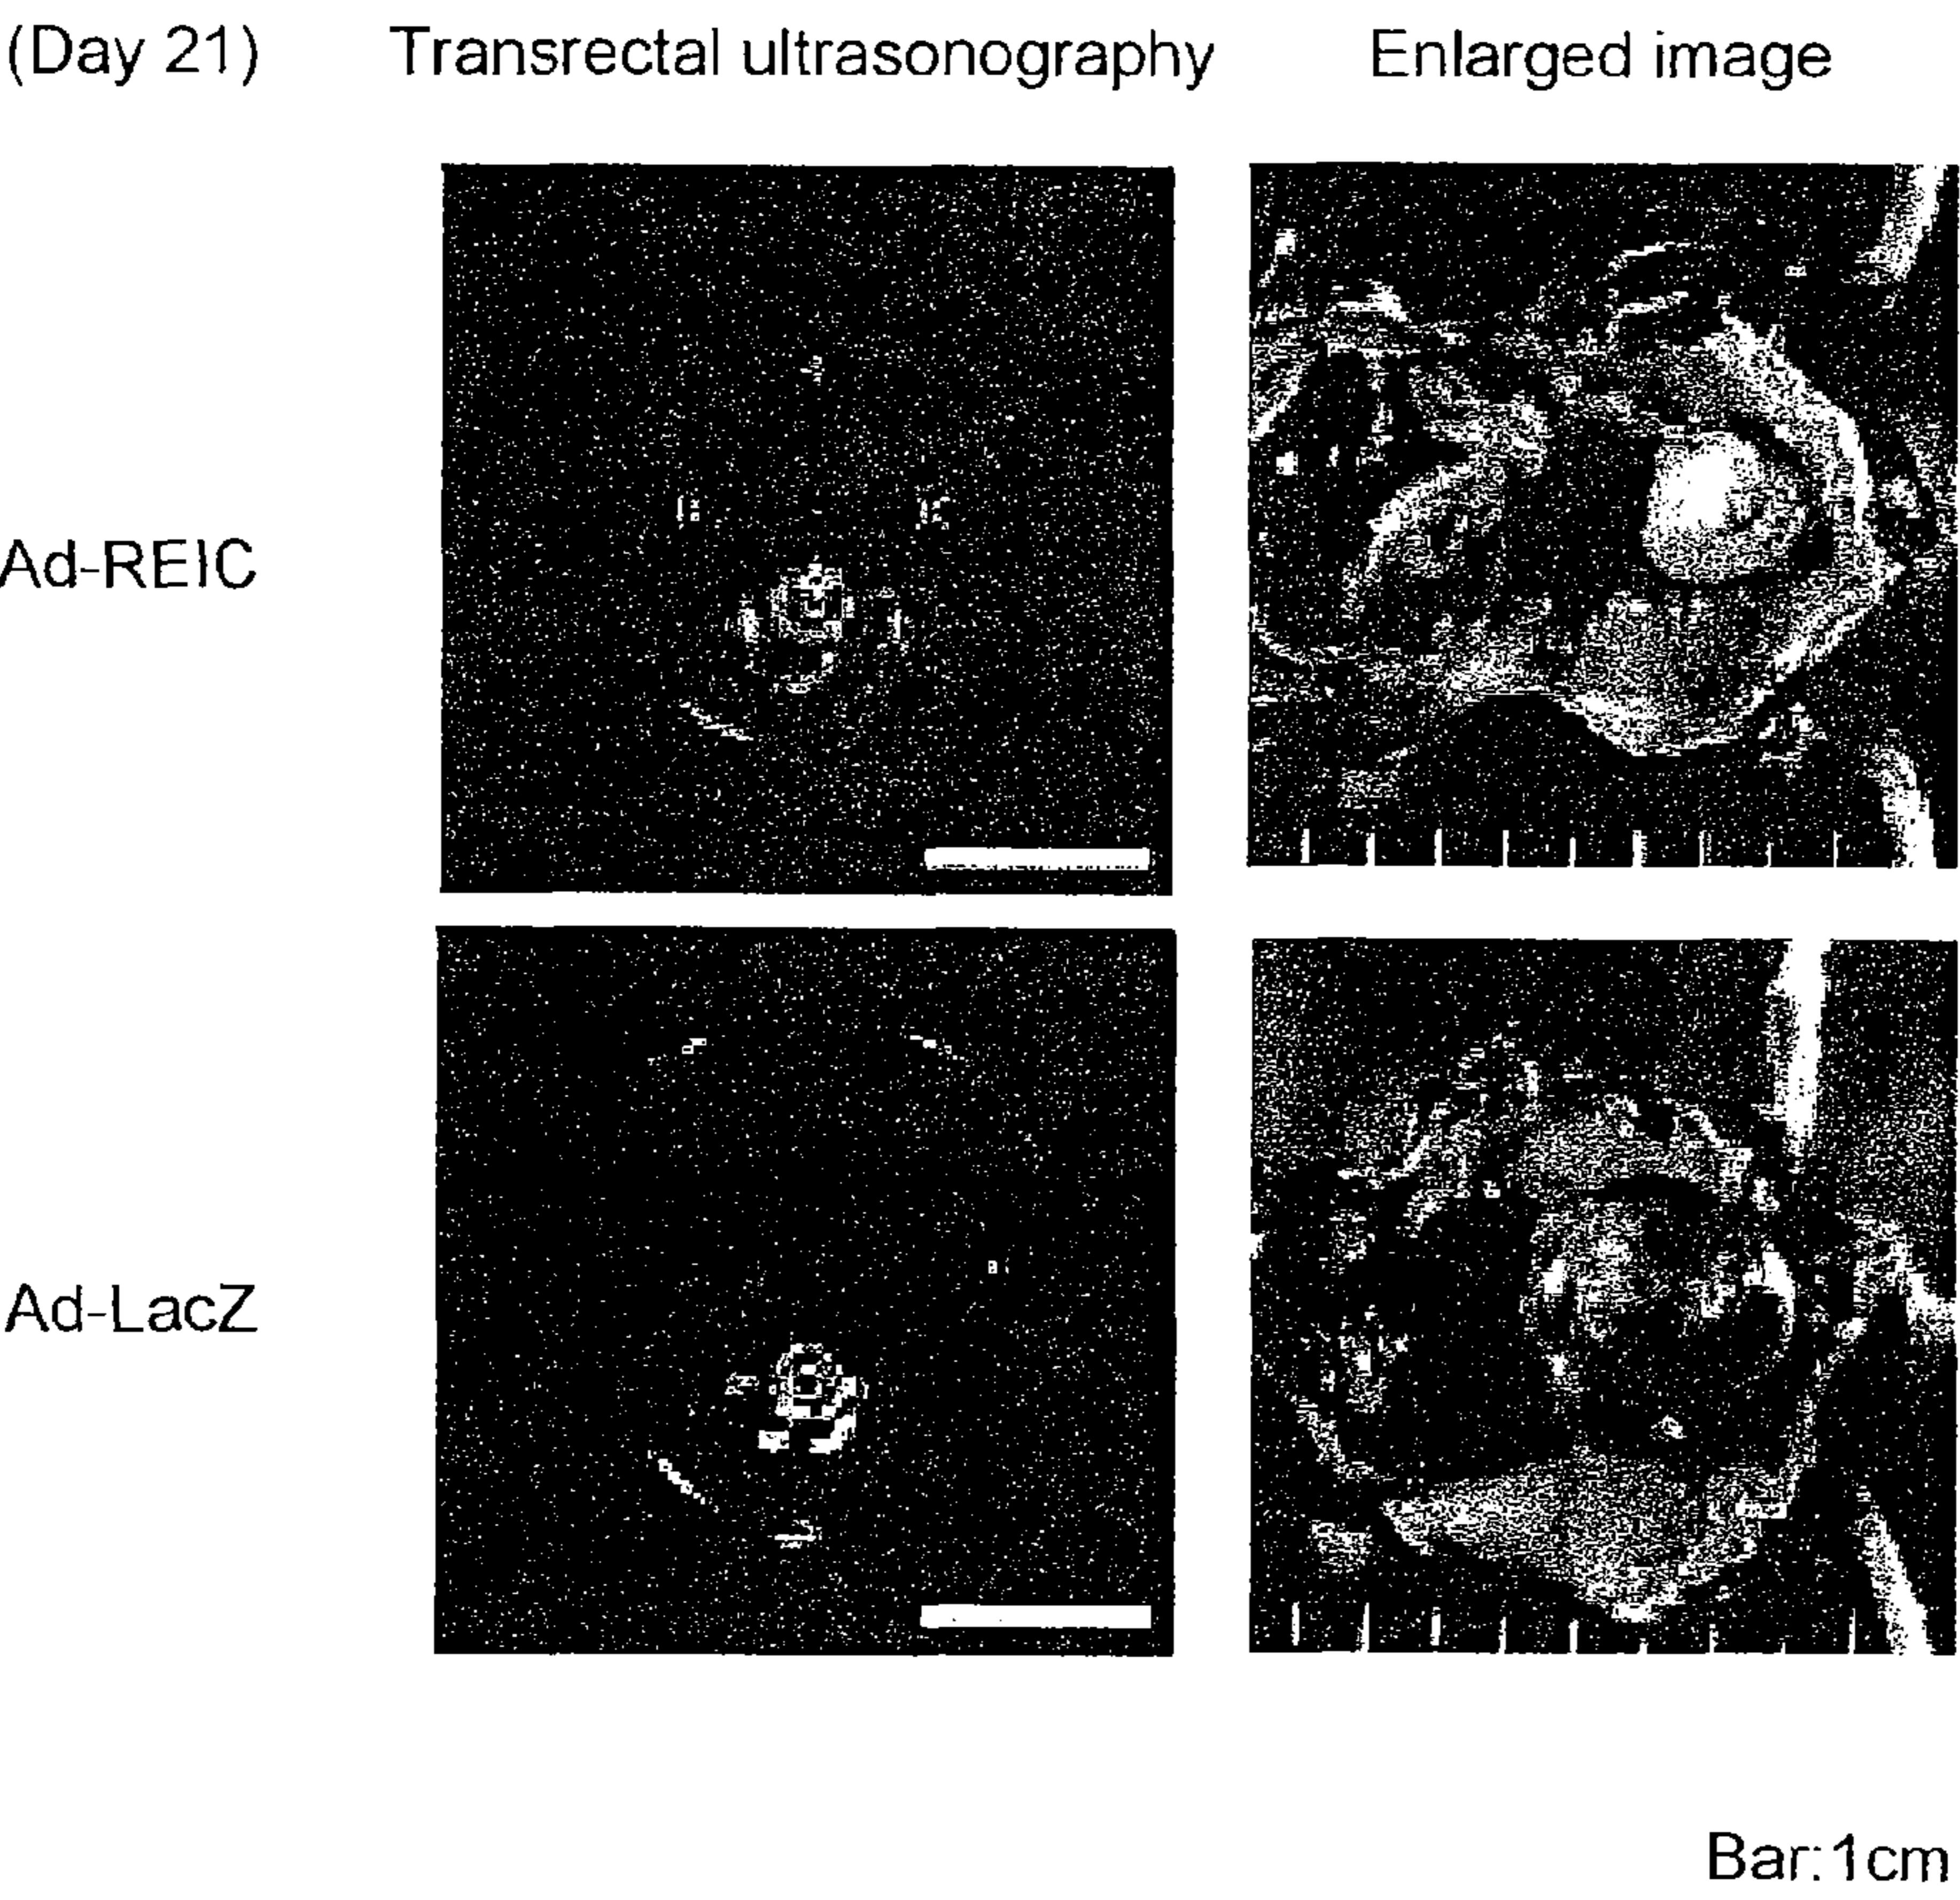 (Day 21) Transrectal ultrasonography Enlarged image
Ad-REIC
Ad-LacZ
Bar:1cm